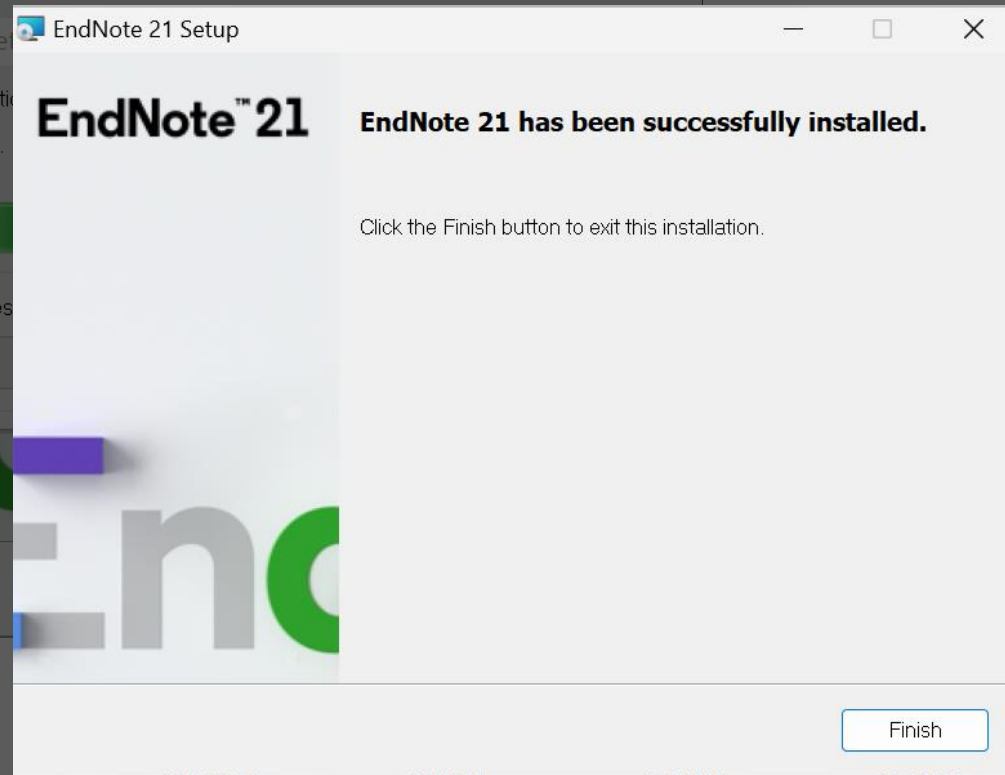 EndNote 21 Setup
EndNote™21
EndNote 21 has been successfully installed.
Click the Finish button to exit this installation.
Enc
Finish